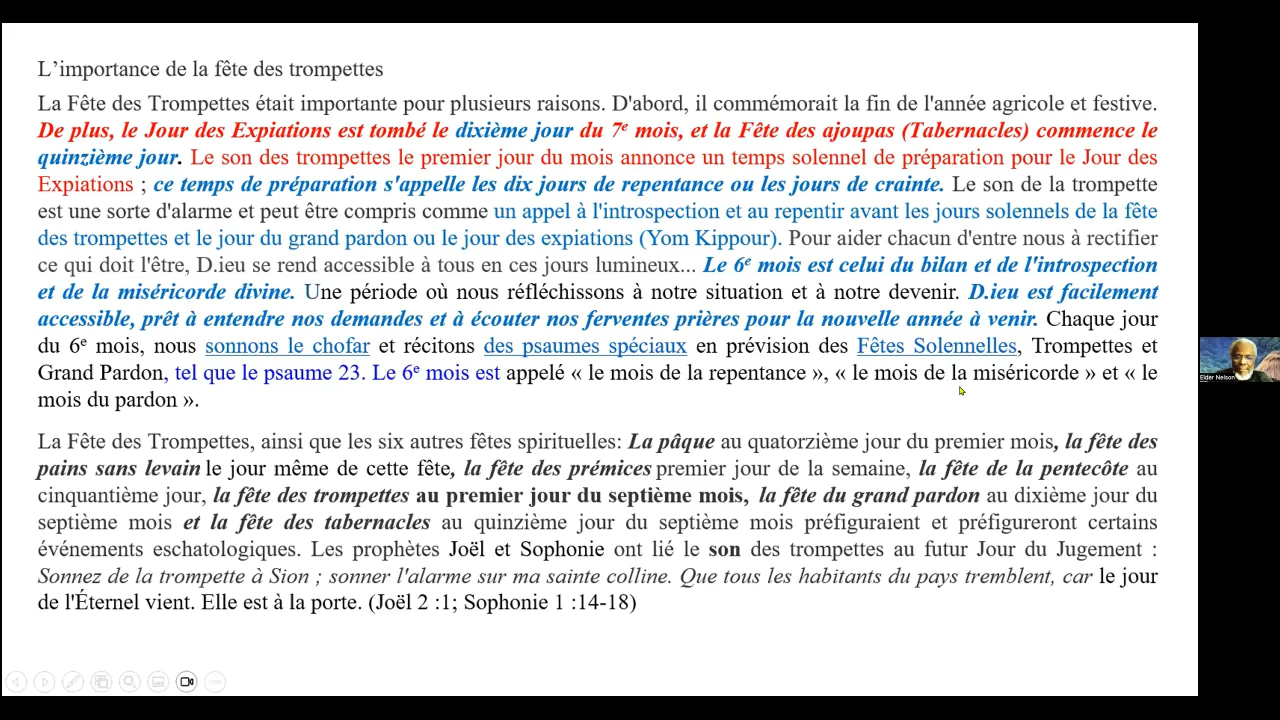 L'importance de la fête des trompettes
La Fête des Trompettes était importante pour plusieurs raisons. D'abord, il commémorait la fin de l'année agricole et festive.
De plus, le Jour des Expiations est tombé le dixième jour du 7e mois, et la Fête des ajoupas (Tabernacles) commence le
quinzième jour. Le son des trompettes le premier jour du mois annonce un temps solennel de préparation pour le Jour des
Expiations ; ce temps de préparation s'appelle les dix jours de repentance ou les jours de crainte. Le son de la trompette
est une sorte d'alarme et peut être compris comme un appel à l'introspection et au repentir avant les jours solennels de la fête
des trompettes et le jour du grand pardon ou le jour des expiations (Yom Kippour). Pour aider chacun d'entre nous à rectifier
ce qui doit l'être, D.ieu se rend accessible à tous en ces jours lumineux... Le 6e mois est celui du bilan et de l'introspection
et de la miséricorde divine. Une période où nous réfléchissons à notre situation et à notre devenir. D.ieu est facilement
accessible, prêt à entendre nos demandes et à écouter nos ferventes prières pour la nouvelle année à venir. Chaque jour
du 6e mois, nous sonnons le chofar et récitons des psaumes spéciaux en prévision des Fêtes Solennelles, Trompettes et
Grand Pardon, tel que le psaume 23. Le 6e mois est appelé « le mois de la repentance », « le mois de la miséricorde » et « le
mois du pardon ».
La Fête des Trompettes, ainsi que les six autres fêtes spirituelles: La pâque au quatorzième jour du premier mois, la fête des
pains sans levain le jour même de cette fête, la fête des prémices premier jour de la semaine, la fête de la pentecôte au
cinquantième jour, la fête des trompettes au premier jour du septième mois, la fête du grand pardon au dixième jour du
septième mois et la fête des tabernacles au quinzième jour du septième mois préfiguraient et préfigureront certains
événements eschatologiques. Les prophètes Joël et Sophonie ont lié le son des trompettes au futur Jour du Jugement :
Sonnez de la trompette à Sion ; sonner l'alarme sur ma sainte colline. Que tous les habitants du pays tremblent, car le jour
de l'Éternel vient. Elle est à la porte. (Joël 2 :1; Sophonie 1 :14-18)
Elder Nelson